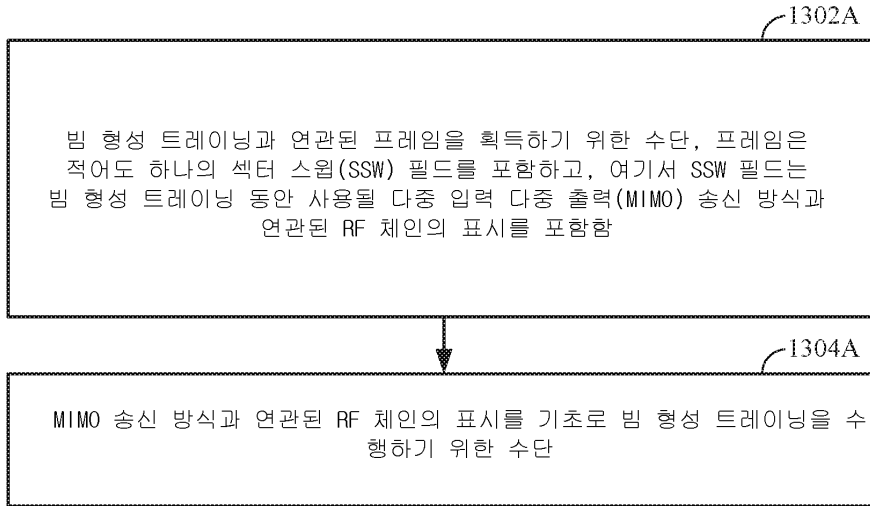 1302A
빔 형성 트레이닝과 연관된 프레임을 획득하기 위한 수단, 프레임은
적어도 하나의 섹터 스윕(SSW) 필드를 포함하고, 여기서 SSW 필드는
빔 형성 트레이닝 동안 사용될 다중 입력 다중 출력(MIMO) 송신 방식과
연관된 RF 체인의 표시를 포함함
1304A
MIMO 송신 방식과 연관된 RF 체인의 표시를 기초로 빔 형성 트레이닝을 수
행하기 위한 수단